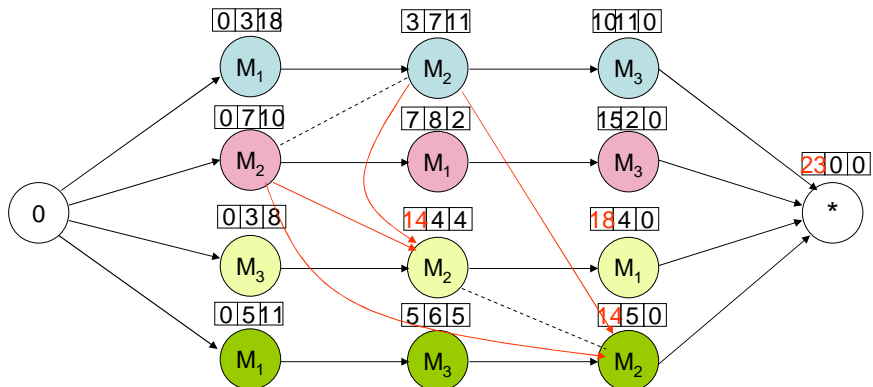 0 3 18 3 7 11 10 11 0
M1 M2 M3
0 7 10 7 8 2 15 2 0
M2 M1 M3
23 0 0
0 *
0 3 8 14 4 4 18 4 0
M3 M2 M1
0 5 11 5 6 5 14 5 0
M1 M3 M2